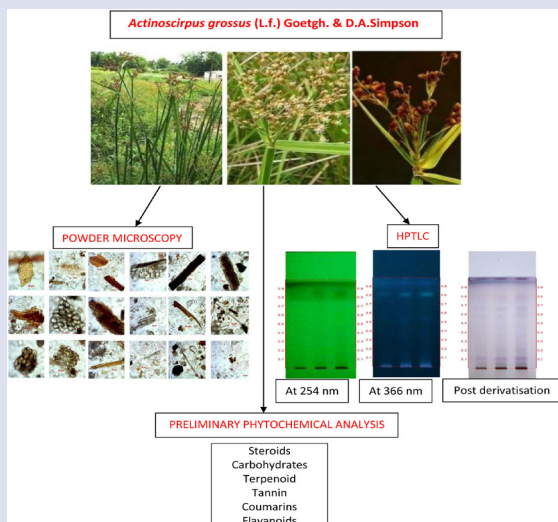 Actinoscirpus grossus (L.f.) Goetgh. & D.A.Simpson
POWDER MICROSCOPY
HPTLC
At 254 nm
At 366 nm
Post derivatisation
PRELIMINARY PHYTOCHEMICAL ANALYSIS
Steroids
Carbohydrates
Terpenoid
Tannin
Coumarins
Flavanoids